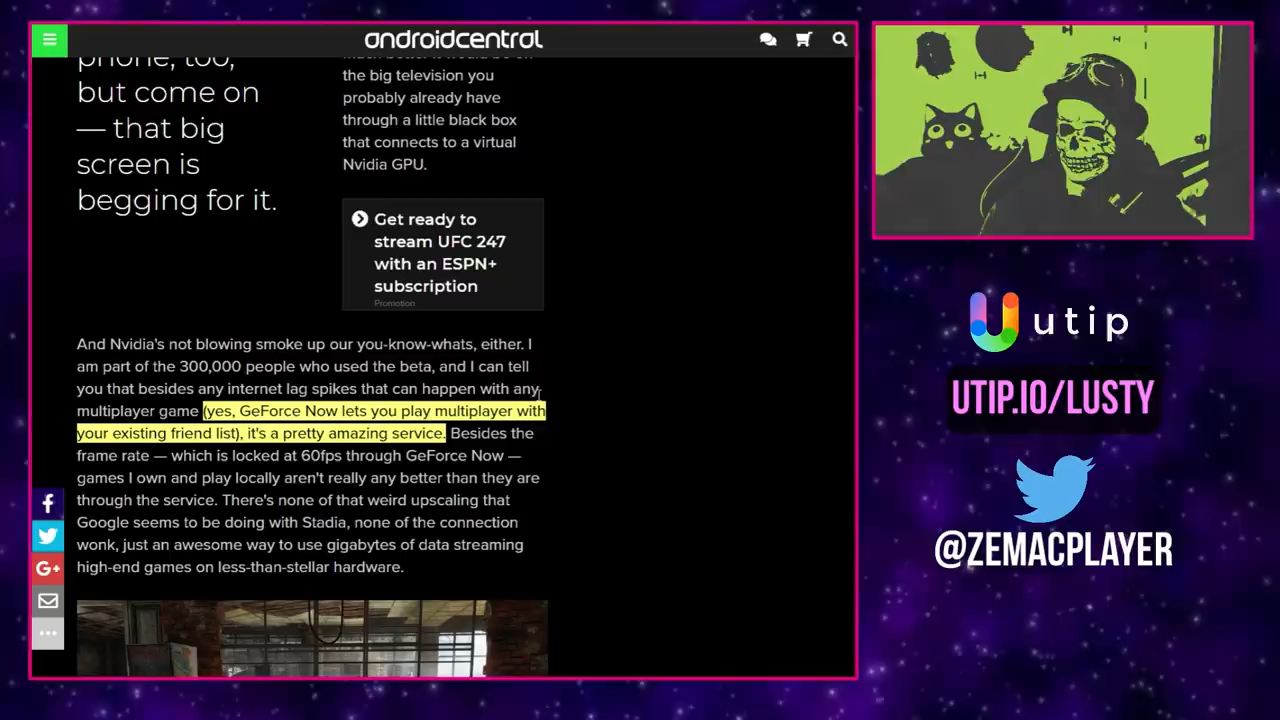 androidcentral
phone, too,
but come on
— that big
screen is
begging for it.
the big television you
probably already have
through a little black box
that connects to a virtual
Nvidia GPU.
Get ready to
stream UFC 247
with an ESPN+
subscription
Promotion
And Nvidia's not blowing smoke up our you-know-whats, either. I
am part of the 300,000 people who used the beta, and I can tell
you that besides any internet lag spikes that can happen with any
multiplayer game (yes, GeForce Now lets you play multiplayer with
your existing friend list), it's a pretty amazing service. Besides the
frame rate — which is locked at 60fps through GeForce Now —
games I own and play locally aren't really any better than they are
through the service. There's none of that weird upscaling that
Google seems to be doing with Stadia, none of the connection
wonk, just an awesome way to use gigabytes of data streaming
high-end games on less-than-stellar hardware.
f
G+
utip
UTIP.IO/LUSTY
@ZEMACPLAYER